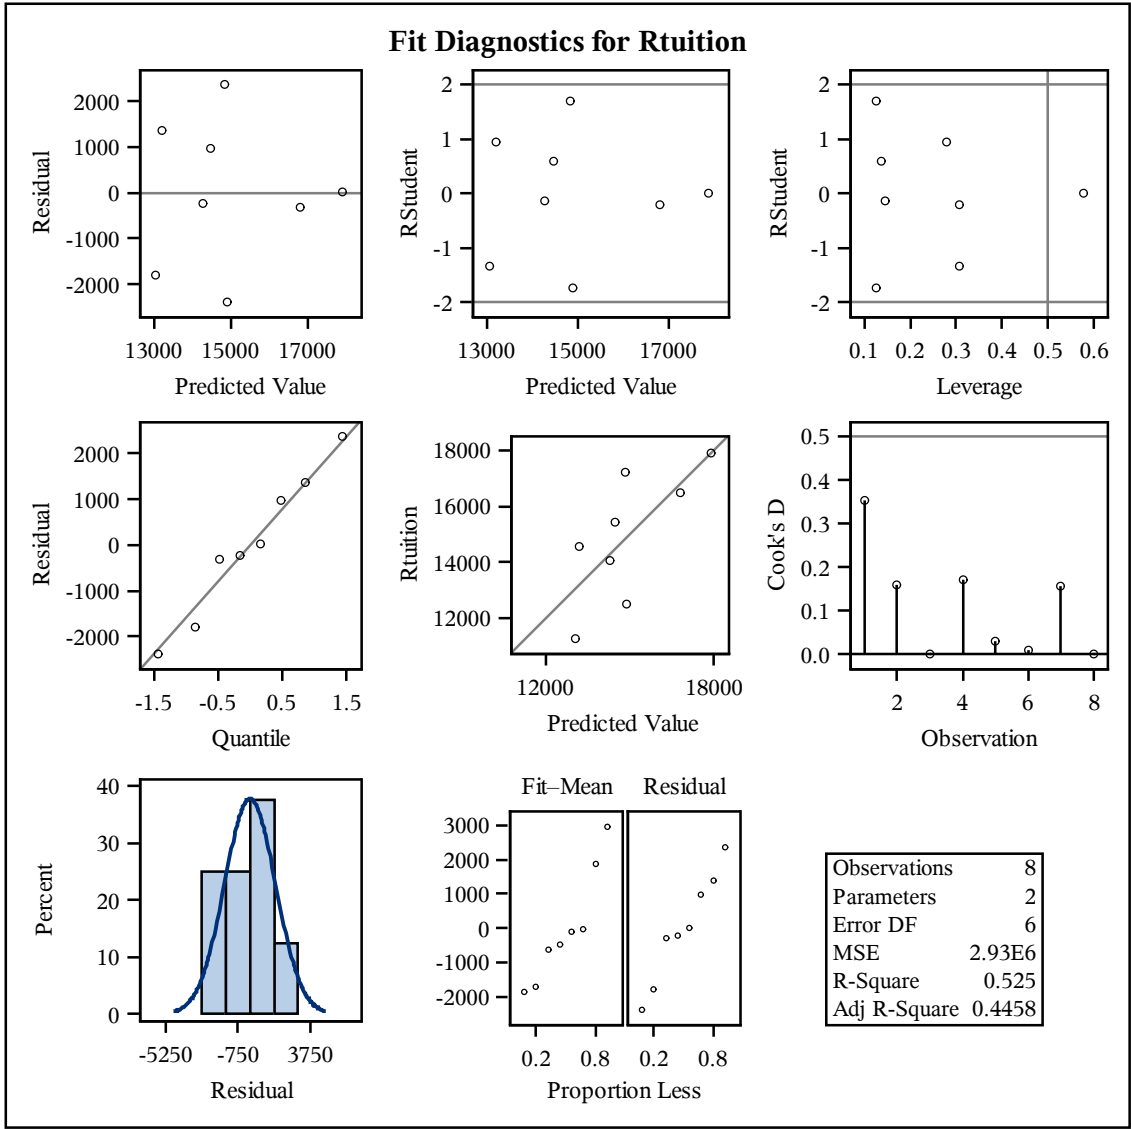 Fit Diagnostics for Rtuition
Residual
2000
1000
0
-1000
-2000
13000 15000 17000
Predicted Value
RStudent
2
1
0
-1
-2
13000 15000 17000
Predicted Value
RStudent
2
1
0
-1
-2
0.1 0.2 0.3 0.4 0.5 0.6
Leverage
Residual
2000
1000
0
-1000
-2000
-1.5 -0.5 0.5 1.5
Quantile
Rtuition
18000
16000
14000
12000
12000 18000
Predicted Value
Cook's D
0.5
0.4
0.3
0.2
0.1
0.0
2 4 6 8
Observation
Percent
40
30
20
10
0
-5250 -750 3750
Residual
Fit–Mean Residual
3000
2000
1000
0
-1000
-2000
0.2 0.8 0.2 0.8
Proportion Less
Observations 8
Parameters 2
Error DF 6
MSE 2.93E6
R-Square 0.525
Adj R-Square 0.4458